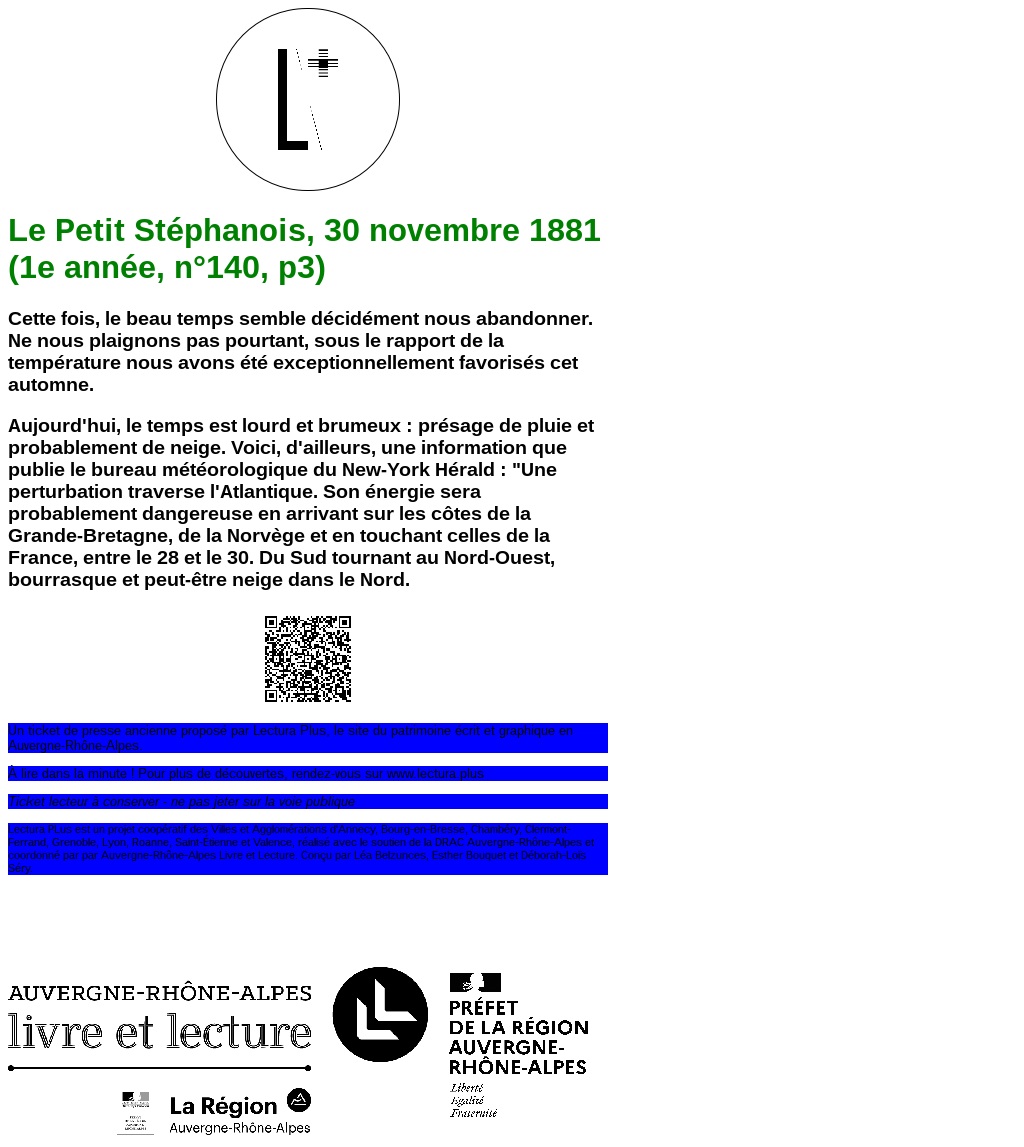 L+
Le Petit Stéphanois, 30 novembre 1881
(1e année, n°140, p3)
Cette fois, le beau temps semble décidément nous abandonner.
Ne nous plaignons pas pourtant, sous le rapport de la
température nous avons été exceptionnellement favorisés cet
automne.
Aujourd'hui, le temps est lourd et brumeux : présage de pluie et
probablement de neige. Voici, d'ailleurs, une information que
publie le bureau météorologique du New-York Hérald : "Une
perturbation traverse l'Atlantique. Son énergie sera
probablement dangereuse en arrivant sur les côtes de la
Grande-Bretagne, de la Norvège et en touchant celles de la
France, entre le 28 et le 30. Du Sud tournant au Nord-Ouest,
bourrasque et peut-être neige dans le Nord.
Un ticket de presse ancienne proposé par Lectura Plus, le site du patrimoine écrit et graphique en
Auvergne-Rhône-Alpes.
À lire dans la minute ! Pour plus de découvertes, rendez-vous sur www.lectura.plus
Ticket lecteur à conserver - ne pas jeter sur la voie publique
Lectura PLus est un projet coopératif des Villes et Agglomérations d'Annecy, Bourg-en-Bresse, Chambéry, Clermont-
Ferrand, Grenoble, Lyon, Roanne, Saint-Étienne et Valence, réalisé avec le soutien de la DRAC Auvergne-Rhône-Alpes et
coordonné par par Auvergne-Rhône-Alpes Livre et Lecture. Conçu par Léa Belzunces, Esther Bouquet et Déborah-Loïs
Séry.
AUVERGNE-RHÔNE-ALPES
livre et lecture
La Région
Auvergne-Rhône-Alpes
PRÉFET
DE LA RÉGION
AUVERGNE-
RHÔNE-ALPES
Liberté
Égalité
Fraternité